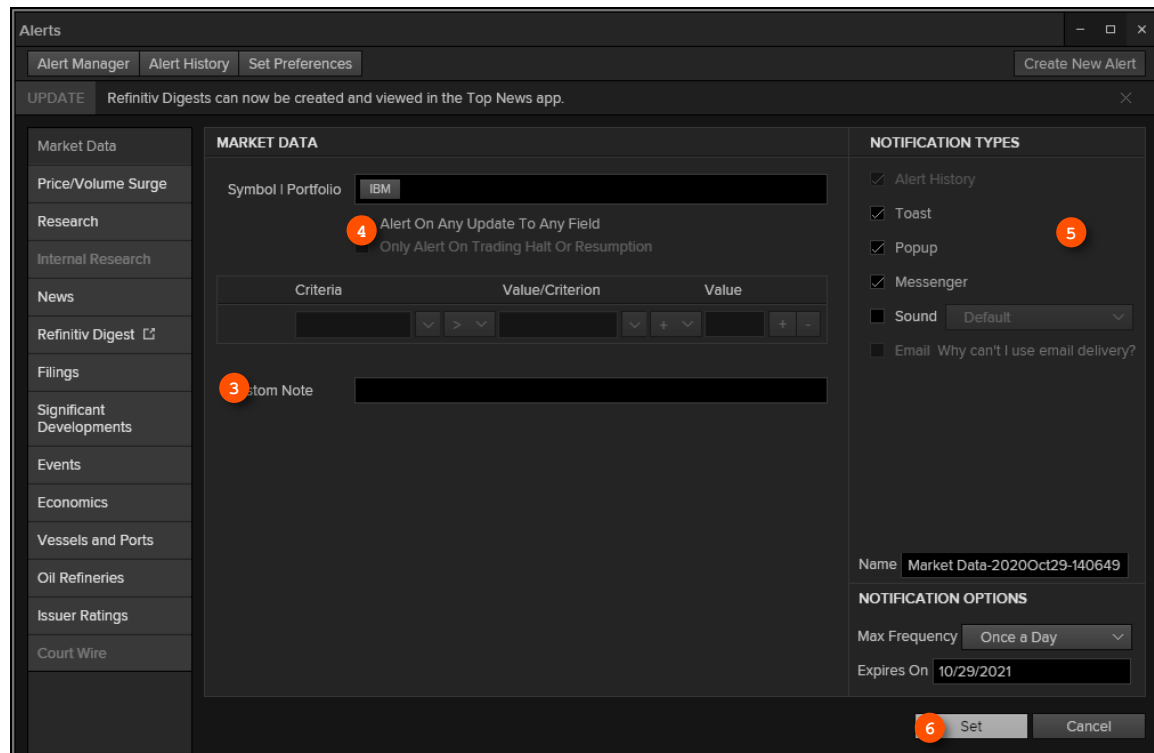 Alerts
Alert Manager Alert History Set Preferences Create New Alert
UPDATE Refinitiv Digests can now be created and viewed in the Top News app.
Market Data
Price/Volume Surge
Research
Internal Research
News
Refinitiv Digest
Filings
Significant
Developments
Events
Economics
Vessels and Ports
Oil Refineries
Issuer Ratings
Court Wire
MARKET DATA
Symbol | Portfolio IBM
4 Alert On Any Update To Any Field
Only Alert On Trading Halt Or Resumption
Criteria Value/Criterion Value
> + + -
3 stom Note
NOTIFICATION TYPES
Alert History
Toast
5
Popup
Messenger
Sound Default
Email Why can't I use email delivery?
Name Market Data-2020Oct29-140649
NOTIFICATION OPTIONS
Max Frequency Once a Day
Expires On 10/29/2021
6 Set Cancel